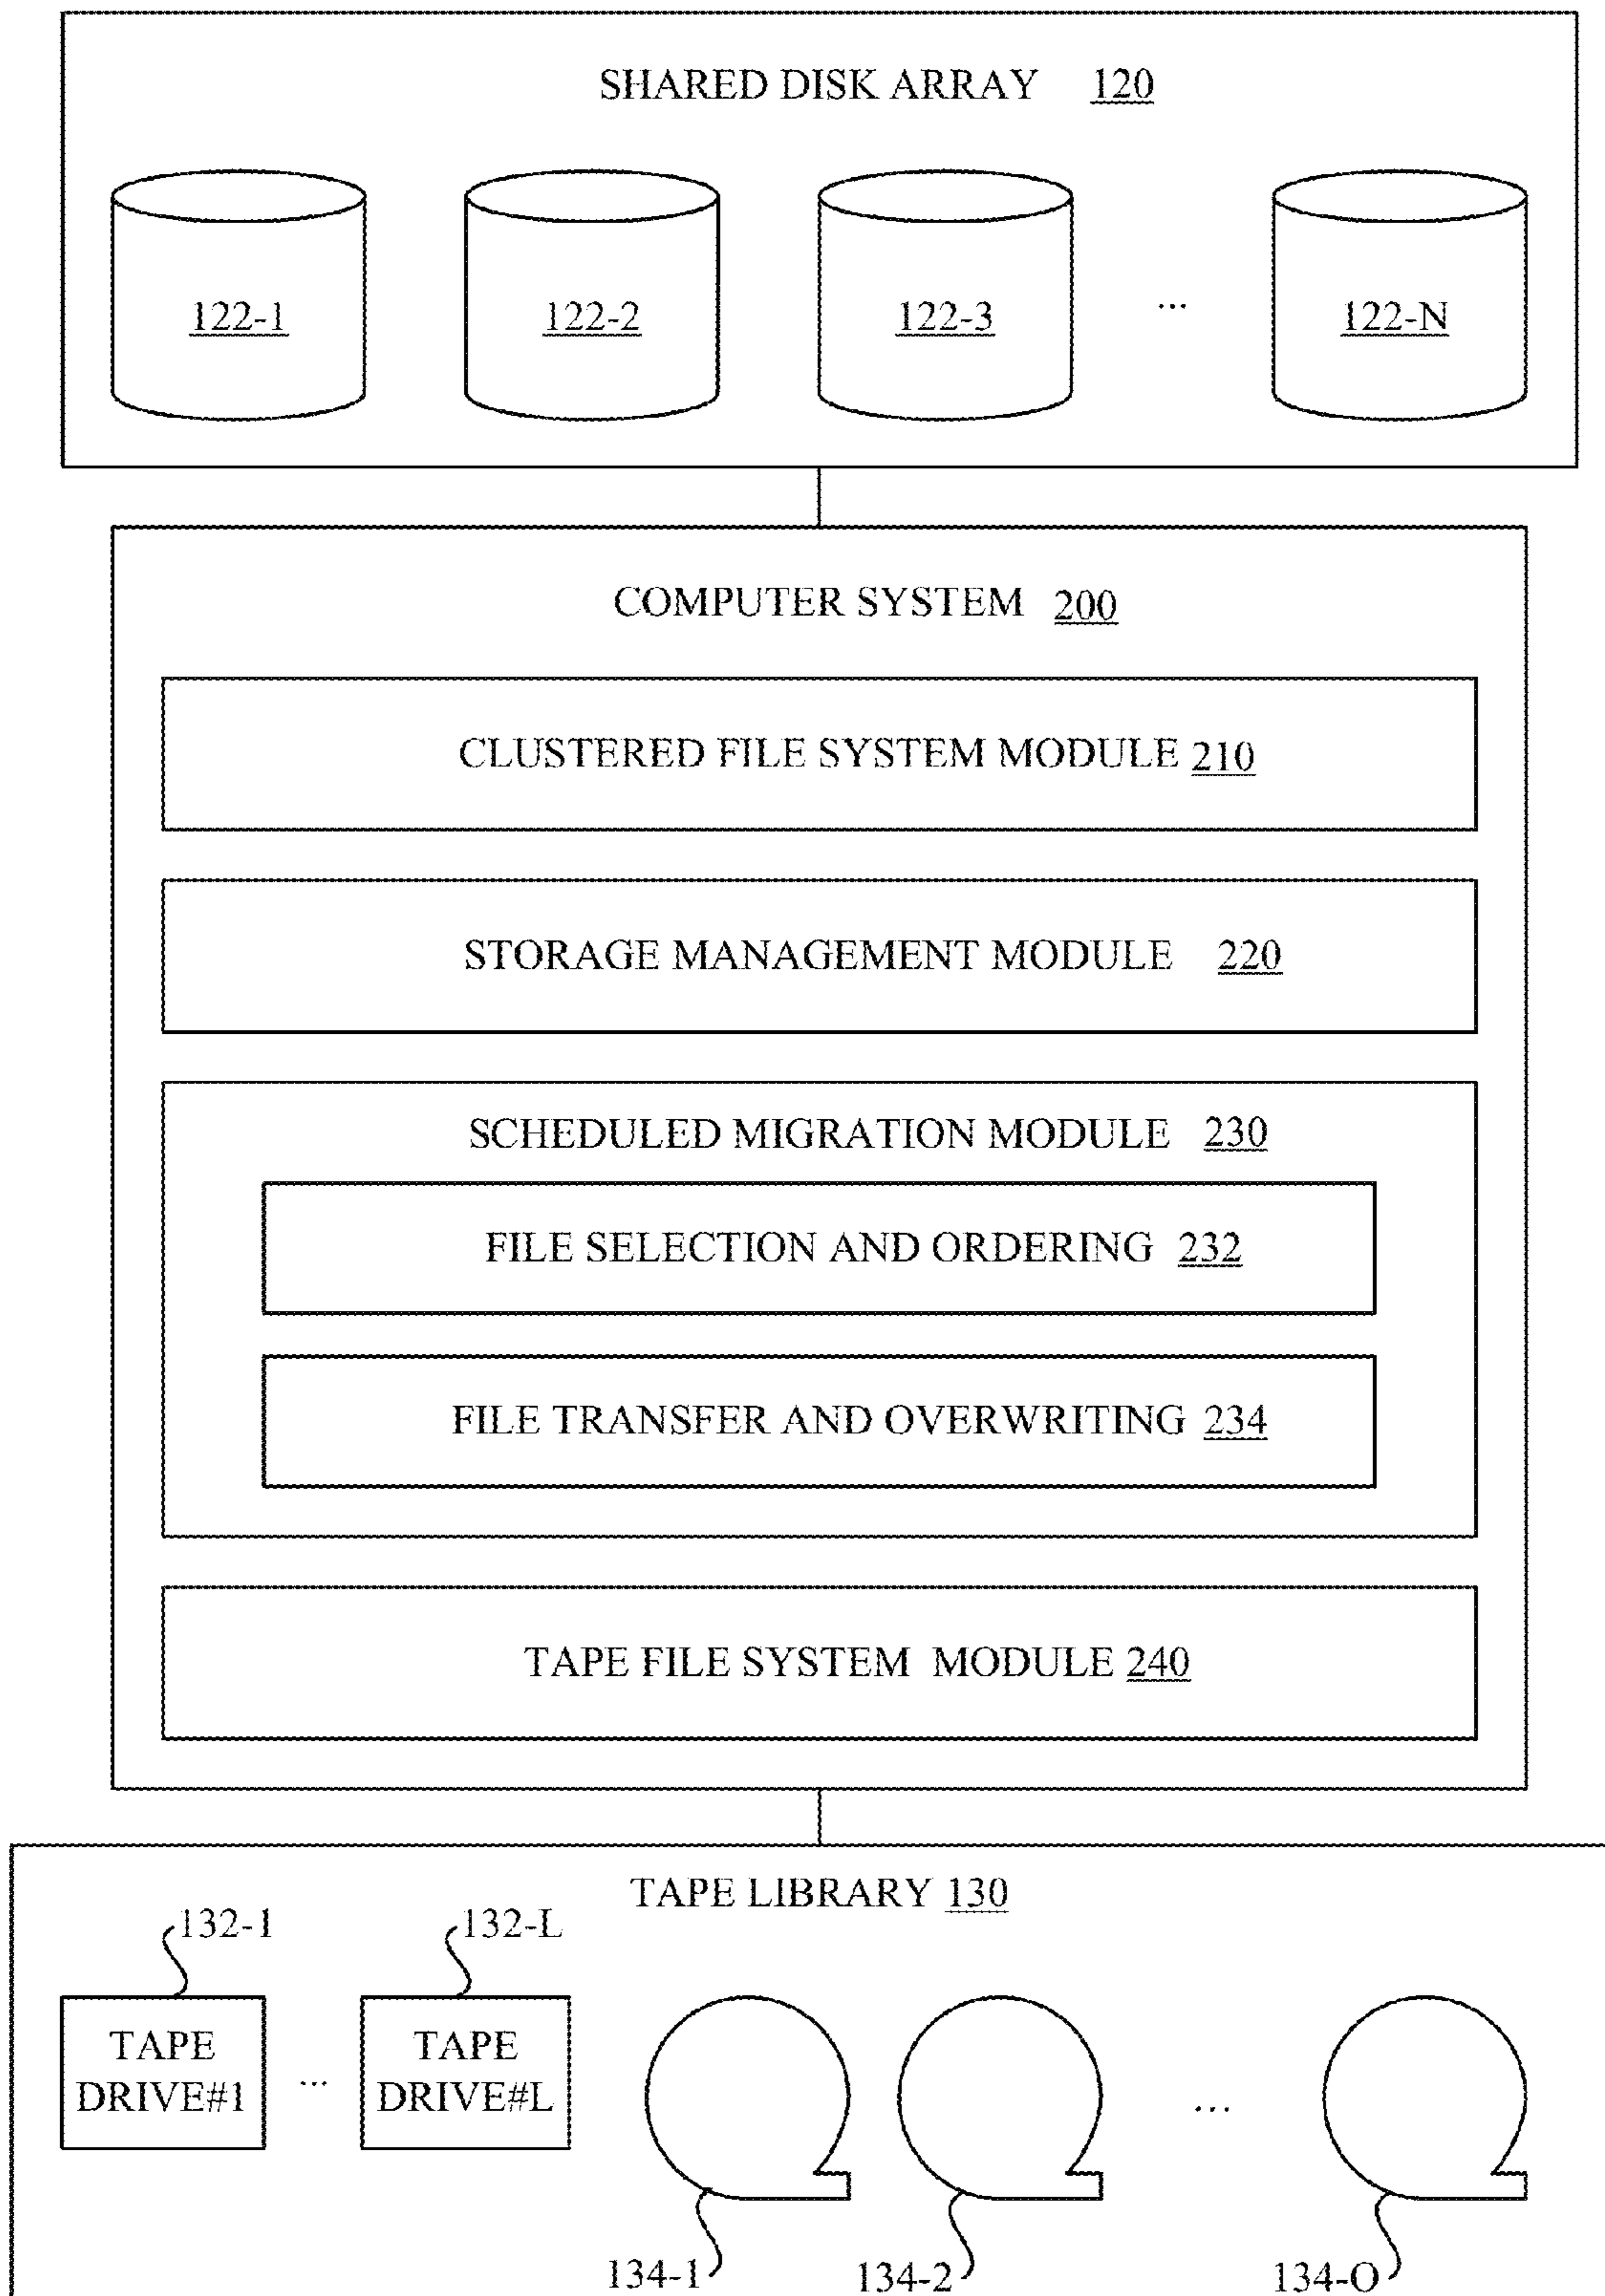 SHARED DISK ARRAY 120
122-1 122-2 122-3 ... 122-N
COMPUTER SYSTEM 200
CLUSTERED FILE SYSTEM MODULE 210
STORAGE MANAGEMENT MODULE 220
SCHEDULED MIGRATION MODULE 230
FILE SELECTION AND ORDERING 232
FILE TRANSFER AND OVERWRITING 234
TAPE FILE SYSTEM MODULE 240
TAPE LIBRARY 130
132-1 132-L
TAPE
DRIVE#1
...
TAPE
DRIVE#L
...
134-1 134-2 134-O